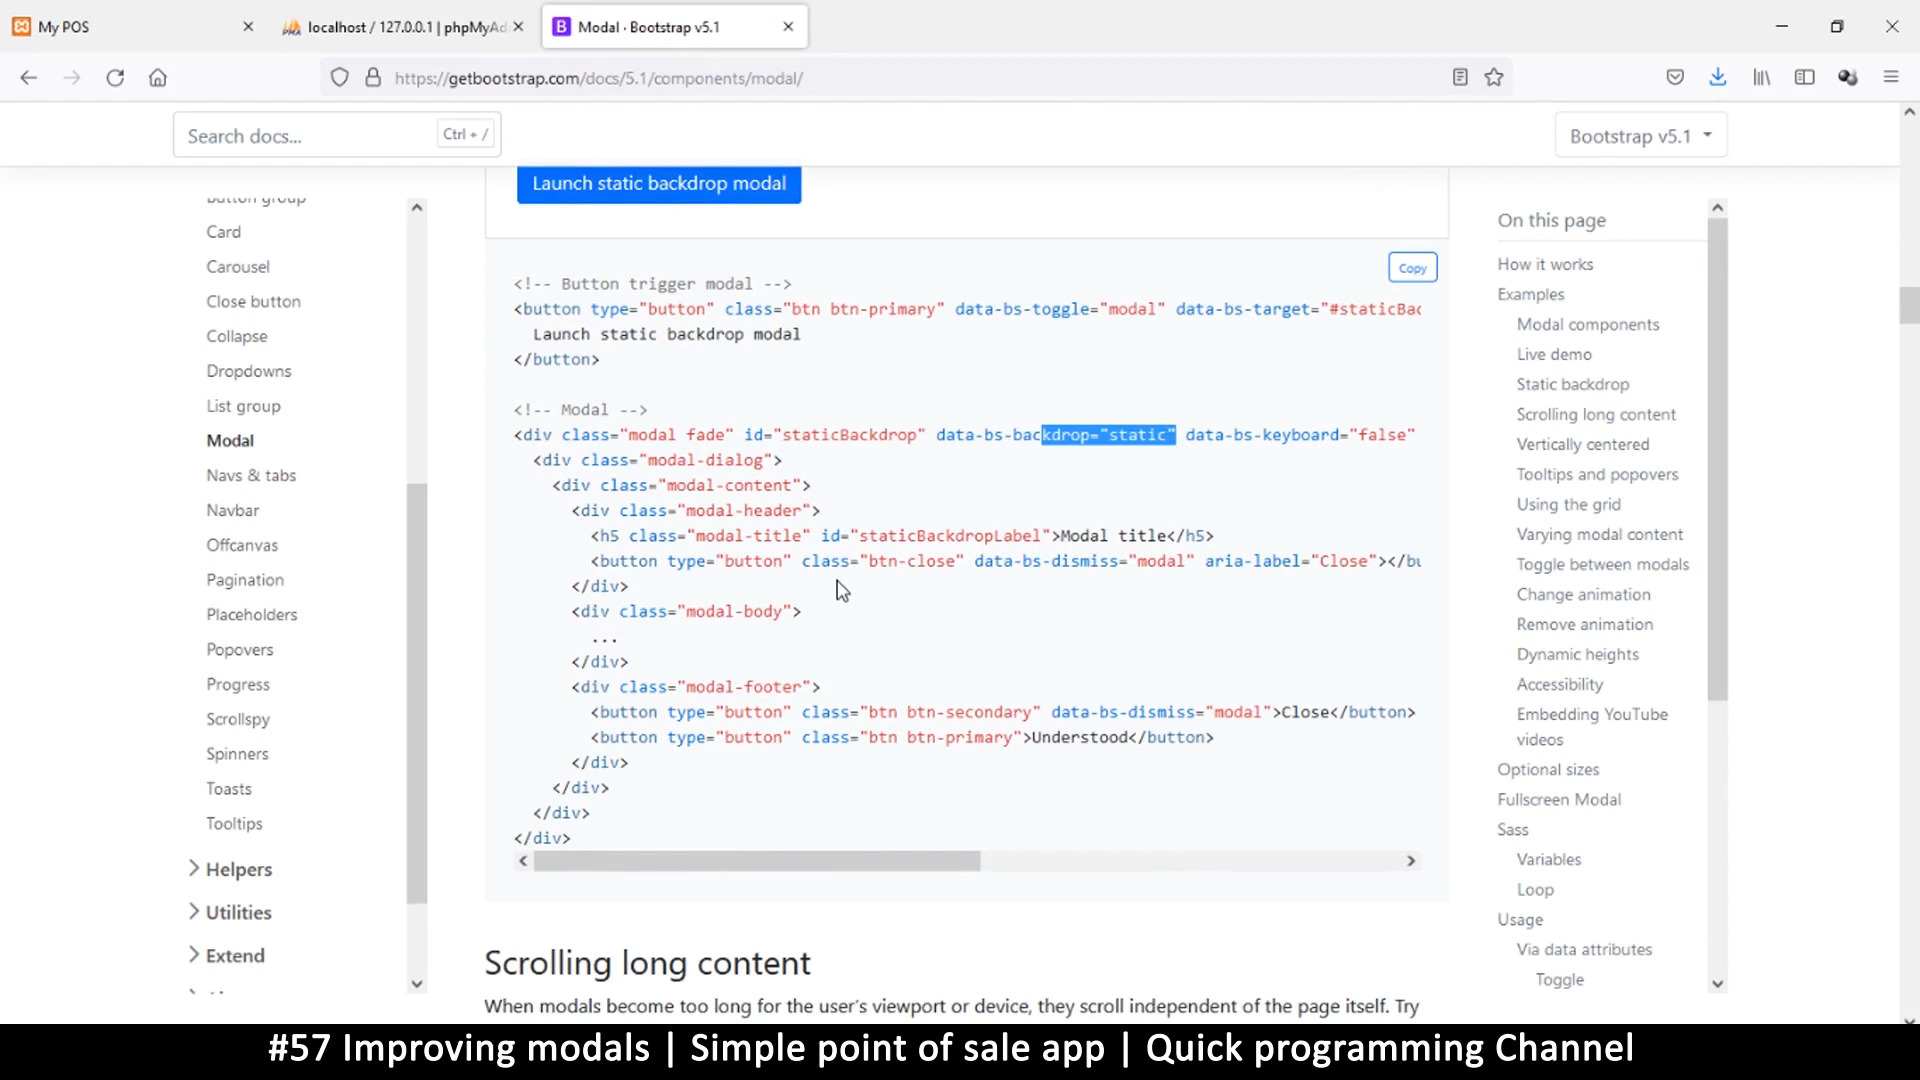 My POS
localhost / 127.0.0.1 | phpMyAd
Modal · Bootstrap v5.1
https://getbootstrap.com/docs/5.1/components/modal/
Search docs...
Ctrl + /
Bootstrap v5.1
Button group
Card
Carousel
Close button
Collapse
Dropdowns
List group
Modal
Navs & tabs
Navbar
Offcanvas
Pagination
Placeholders
Popovers
Progress
Scrollspy
Spinners
Toasts
Tooltips
Helpers
Utilities
Extend
Launch static backdrop modal
Copy
<!-- Button trigger modal -->
<button type="button" class="btn btn-primary" data-bs-toggle="modal" data-bs-target="#staticBac
Launch static backdrop modal
</button>
<!-- Modal -->
<div class="modal fade" id="staticBackdrop" data-bs-backdrop="static" data-bs-keyboard="false"
<div class="modal-dialog">
<div class="modal-content">
<div class="modal-header">
<h5 class="modal-title" id="staticBackdropLabel">Modal title</h5>
<button type="button" class="btn-close" data-bs-dismiss="modal" aria-label="Close"></bu
</div>
<div class="modal-body">
...
</div>
<div class="modal-footer">
<button type="button" class="btn btn-secondary" data-bs-dismiss="modal">Close</button>
<button type="button" class="btn btn-primary">Understood</button>
</div>
</div>
</div>
</div>
Scrolling long content
When modals become too long for the user's viewport or device, they scroll independent of the page itself. Try
On this page
How it works
Examples
Modal components
Live demo
Static backdrop
Scrolling long content
Vertically centered
Tooltips and popovers
Using the grid
Varying modal content
Toggle between modals
Change animation
Remove animation
Dynamic heights
Accessibility
Embedding YouTube
videos
Optional sizes
Fullscreen Modal
Sass
Variables
Loop
Usage
Via data attributes
Toggle
#57 Improving modals | Simple point of sale app | Quick programming Channel